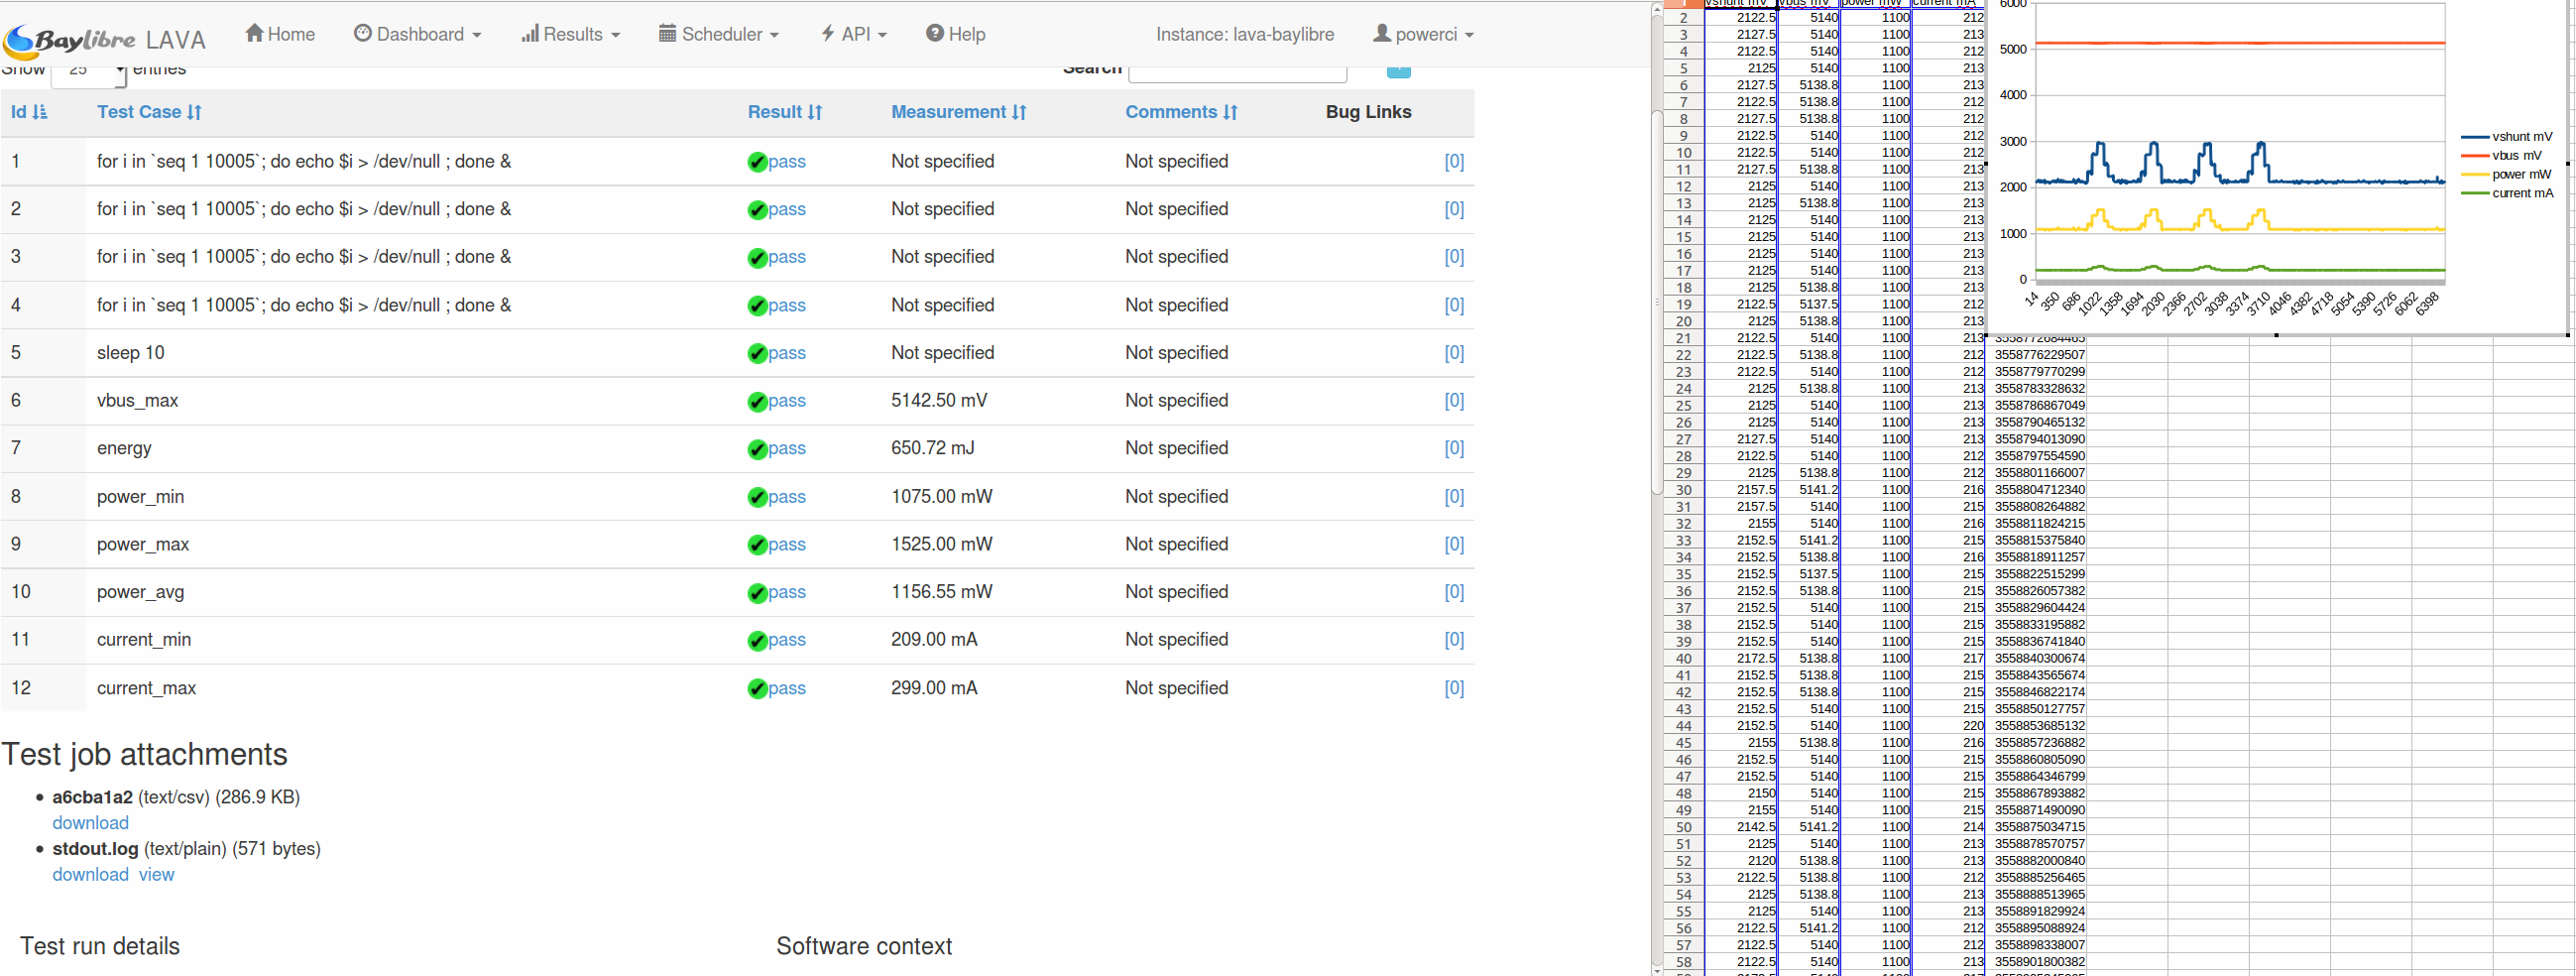 Baylibre LAVA Home Dashboard Results Scheduler API Help Instance: lava-baylibre powerci
Show 25 entries Search
Id Test Case Result Measurement Comments Bug Links
1 for i in `seq 1 10005`; do echo $i > /dev/null ; done & pass Not specified Not specified [0]
2 for i in `seq 1 10005`; do echo $i > /dev/null ; done & pass Not specified Not specified [0]
3 for i in `seq 1 10005`; do echo $i > /dev/null ; done & pass Not specified Not specified [0]
4 for i in `seq 1 10005`; do echo $i > /dev/null ; done & pass Not specified Not specified [0]
5 sleep 10 pass Not specified Not specified [0]
6 vbus_max pass 5142.50 mV Not specified [0]
7 energy pass 650.72 mJ Not specified [0]
8 power_min pass 1075.00 mW Not specified [0]
9 power_max pass 1525.00 mW Not specified [0]
10 power_avg pass 1156.55 mW Not specified [0]
11 current_min pass 209.00 mA Not specified [0]
12 current_max pass 299.00 mA Not specified [0]
Test job attachments
• a6cba1a2 (text/csv) (286.9 KB)
download
• stdout.log (text/plain) (571 bytes)
download view
Test run details Software context
1 vshunt mV vbus mV power mW current mA
2 2122.5 5140 1100 212
3 2127.5 5140 1100 213
4 2122.5 5140 1100 212
5 2125 5140 1100 213
6 2127.5 5138.8 1100 213
7 2122.5 5138.8 1100 212
8 2127.5 5138.8 1100 212
9 2122.5 5140 1100 212
10 2122.5 5140 1100 212
11 2127.5 5138.8 1100 213
12 2125 5140 1100 213
13 2125 5138.8 1100 213
14 2125 5140 1100 213
15 2125 5140 1100 213
16 2125 5140 1100 213
17 2125 5140 1100 213
18 2125 5138.8 1100 213
19 2122.5 5137.5 1100 212
20 2125 5138.8 1100 213
21 2122.5 5140 1100 213 3558772684465
22 2122.5 5138.8 1100 212 3558776229507
23 2122.5 5140 1100 212 3558779770299
24 2125 5138.8 1100 213 3558783328632
25 2125 5140 1100 213 3558786867049
26 2125 5140 1100 213 3558790465132
27 2127.5 5140 1100 213 3558794013090
28 2122.5 5140 1100 212 3558797554590
29 2125 5138.8 1100 212 3558801166007
30 2157.5 5141.2 1100 216 3558804712340
31 2157.5 5140 1100 215 3558808264882
32 2155 5140 1100 216 3558811824215
33 2152.5 5141.2 1100 215 3558815375840
34 2152.5 5138.8 1100 216 3558818911257
35 2152.5 5137.5 1100 215 3558822515299
36 2152.5 5138.8 1100 215 3558826057382
37 2152.5 5140 1100 215 3558829604424
38 2152.5 5140 1100 215 3558833195882
39 2152.5 5140 1100 215 3558836741840
40 2172.5 5138.8 1100 217 3558840300674
41 2152.5 5138.8 1100 215 3558843565674
42 2152.5 5138.8 1100 215 3558846822174
43 2152.5 5140 1100 215 3558850127757
44 2152.5 5140 1100 220 3558853685132
45 2155 5138.8 1100 216 3558857236882
46 2152.5 5140 1100 215 3558860805090
47 2152.5 5140 1100 215 3558864346799
48 2150 5140 1100 215 3558867893882
49 2155 5140 1100 215 3558871490090
50 2142.5 5141.2 1100 214 3558875034715
51 2125 5140 1100 213 3558878570757
52 2120 5138.8 1100 213 3558882000840
53 2122.5 5138.8 1100 212 3558885256465
54 2125 5138.8 1100 213 3558888513965
55 2125 5140 1100 213 3558891829924
56 2122.5 5141.2 1100 212 3558895088924
57 2122.5 5140 1100 212 3558898338007
58 2122.5 5140 1100 213 3558901800382
6000
5000
4000
3000
2000
1000
0
14 350 686 1022 1358 1694 2030 2366 2702 3038 3374 3710 4046 4382 4718 5054 5390 5726 6062 6398
vshunt mV
vbus mV
power mW
current mA